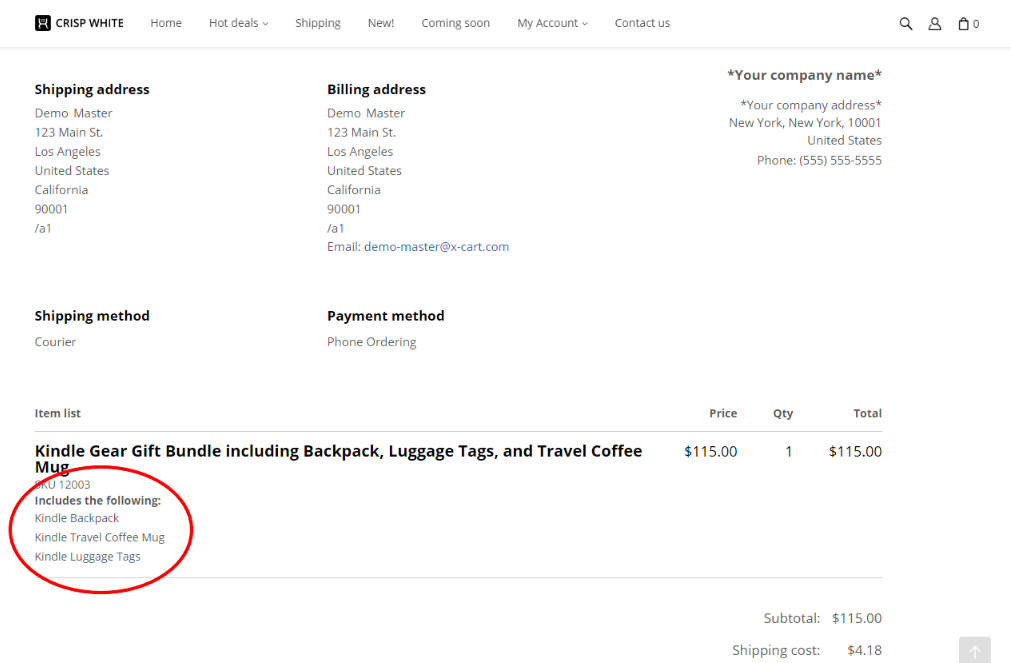 CRISP WHITE Home Hot deals Shipping New! Coming soon My Account Contact us 0
*Your company name*
*Your company address*
New York, New York, 10001
United States
Phone: (555) 555-5555
Shipping address
Demo Master
123 Main St.
Los Angeles
United States
California
90001
/a1
Billing address
Demo Master
123 Main St.
Los Angeles
United States
California
90001
/a1
Email: demo-master@x-cart.com
Shipping method
Courier
Payment method
Phone Ordering
Item list Price Qty Total
Kindle Gear Gift Bundle including Backpack, Luggage Tags, and Travel Coffee $115.00 1 $115.00
Mug
SKU 12003
Includes the following:
Kindle Backpack
Kindle Travel Coffee Mug
Kindle Luggage Tags
Subtotal: $115.00
Shipping cost: $4.18